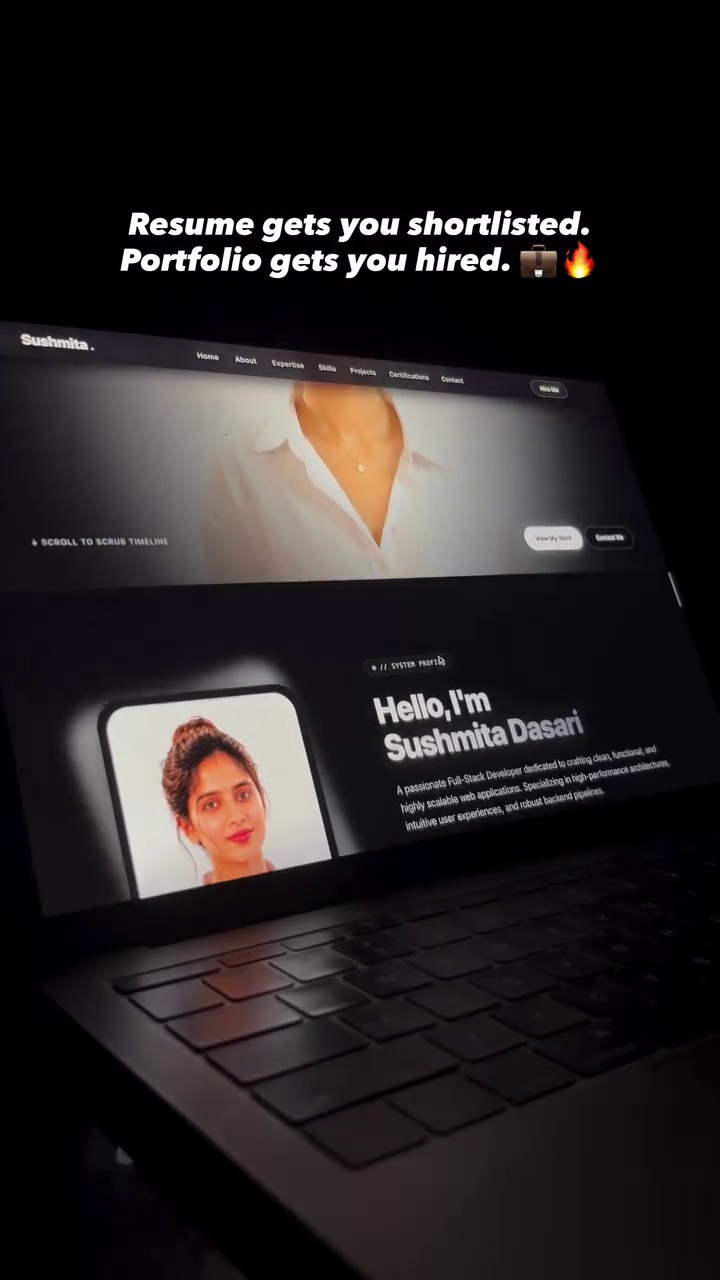 Resume gets you shortlisted.
Portfolio gets you hired. 💼🔥
Sushmita.
Home About Expertise Skills Projects Certifications Contact
Hire Me
↓ SCROLL TO SCRUB TIMELINE
View My Work Contact Me
// SYSTEM PROFILE
Hello, I'm
Sushmita Dasari
A passionate Full-Stack Developer dedicated to crafting clean, functional, and
highly scalable web applications. Specializing in high-performance architectures,
intuitive user experiences, and robust backend pipelines.